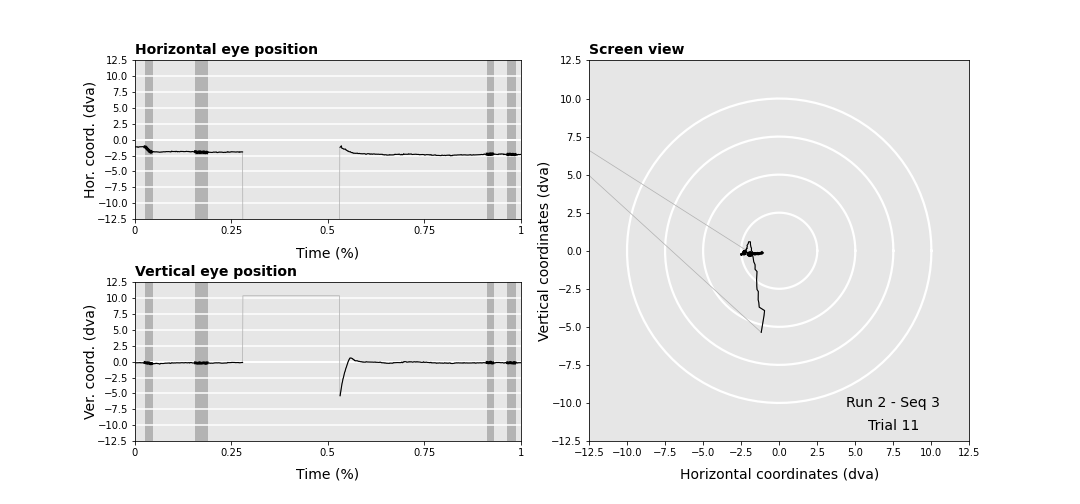 Horizontal eye position
Hor. coord. (dva)
12.5
10.0
7.5
5.0
2.5
0.0
−2.5
−5.0
−7.5
−10.0
−12.5
0 0.25 0.5 0.75 1
Time (%)
Vertical eye position
Ver. coord. (dva)
12.5
10.0
7.5
5.0
2.5
0.0
−2.5
−5.0
−7.5
−10.0
−12.5
0 0.25 0.5 0.75 1
Time (%)
Screen view
Vertical coordinates (dva)
12.5
10.0
7.5
5.0
2.5
0.0
−2.5
−5.0
−7.5
−10.0
−12.5
Run 2 - Seq 3
Trial 11
−12.5 −10.0 −7.5 −5.0 −2.5 0.0 2.5 5.0 7.5 10.0 12.5
Horizontal coordinates (dva)